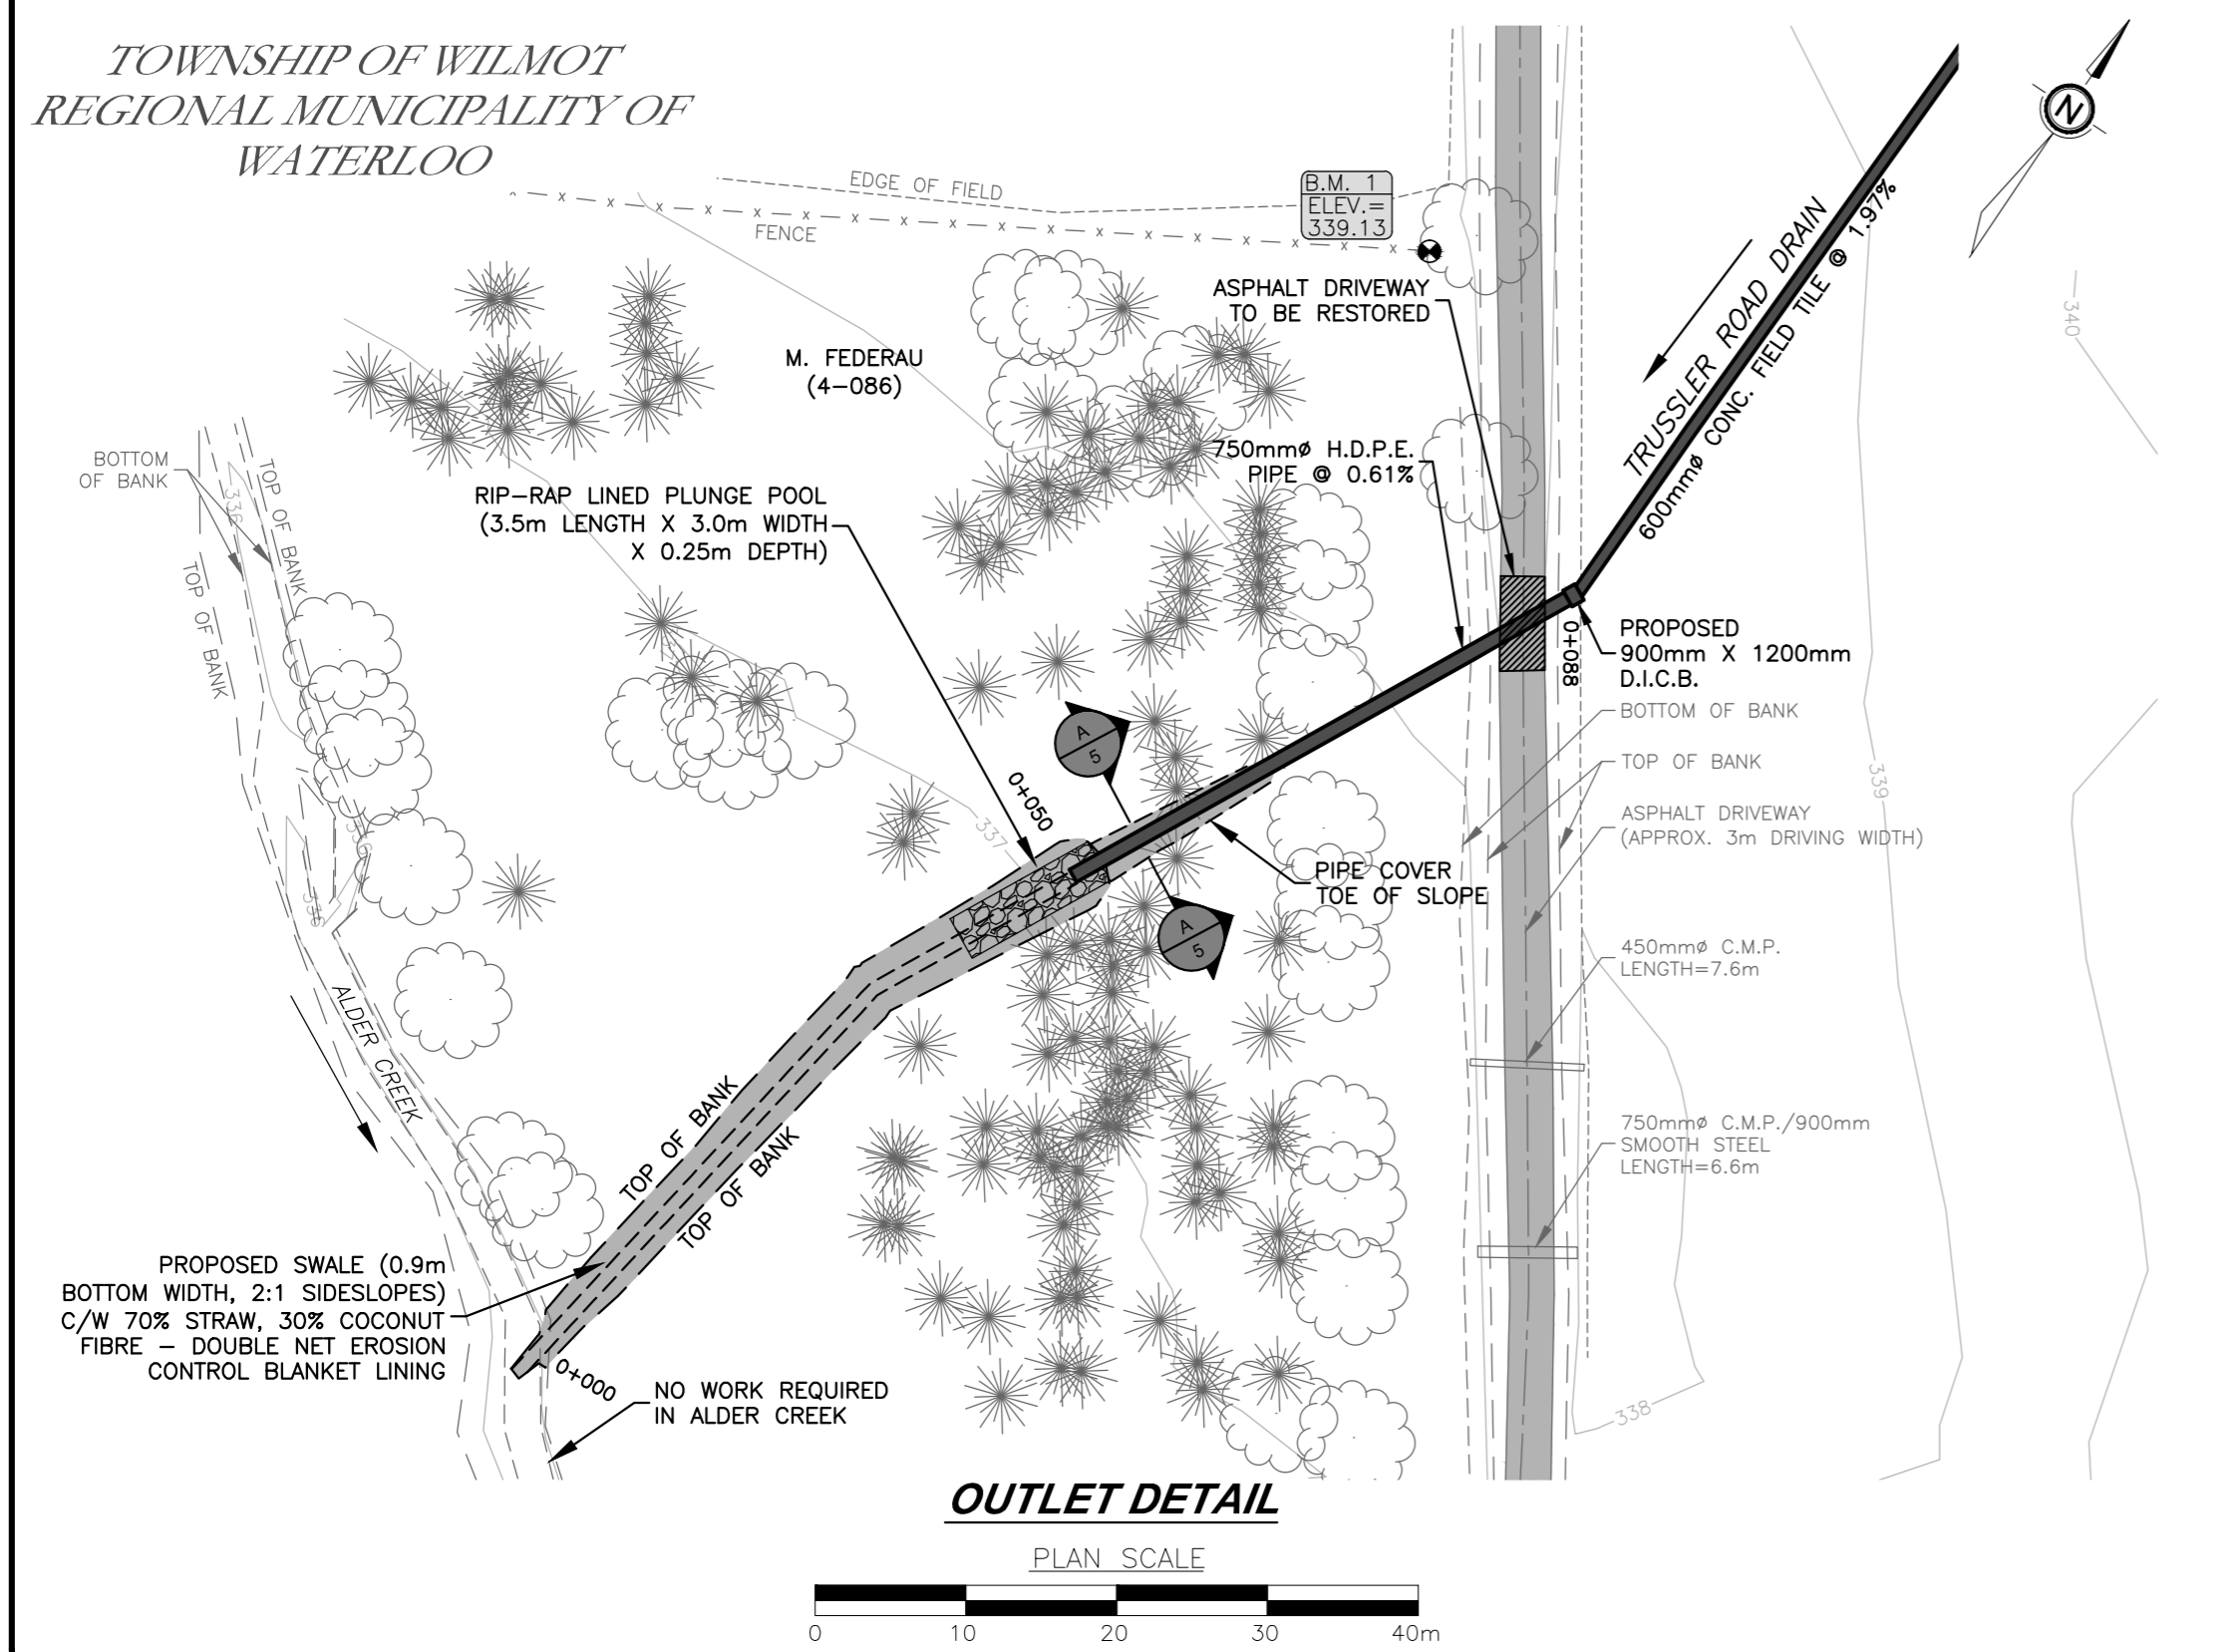 TOWNSHIP OF WILMOT
REGIONAL MUNICIPALITY OF
WATERLOO
N
EDGE OF FIELD
FENCE
B.M. 1
ELEV.=
339.13
ASPHALT DRIVEWAY
TO BE RESTORED
TRUSSLER ROAD DRAIN
600mmø CONC. FIELD TILE @ 1.97%
340
M. FEDERAU
(4-086)
750mmø H.D.P.E.
PIPE @ 0.61%
BOTTOM
OF BANK
336
TOP OF BANK
TOP OF BANK
RIP-RAP LINED PLUNGE POOL
(3.5m LENGTH X 3.0m WIDTH
X 0.25m DEPTH)
0+088
PROPOSED
900mm X 1200mm
D.I.C.B.
BOTTOM OF BANK
TOP OF BANK
ASPHALT DRIVEWAY
(APPROX. 3m DRIVING WIDTH)
339
A
5
0+050
337
336
336
PIPE COVER
TOE OF SLOPE
A
5
450mmø C.M.P.
LENGTH=7.6m
ALDER CREEK
TOP OF BANK
TOP OF BANK
750mmø C.M.P./900mm
SMOOTH STEEL
LENGTH=6.6m
PROPOSED SWALE (0.9m
BOTTOM WIDTH, 2:1 SIDESLOPES)
C/W 70% STRAW, 30% COCONUT
FIBRE – DOUBLE NET EROSION
CONTROL BLANKET LINING
0+000
NO WORK REQUIRED
IN ALDER CREEK
338
OUTLET DETAIL
PLAN SCALE
0 10 20 30 40m